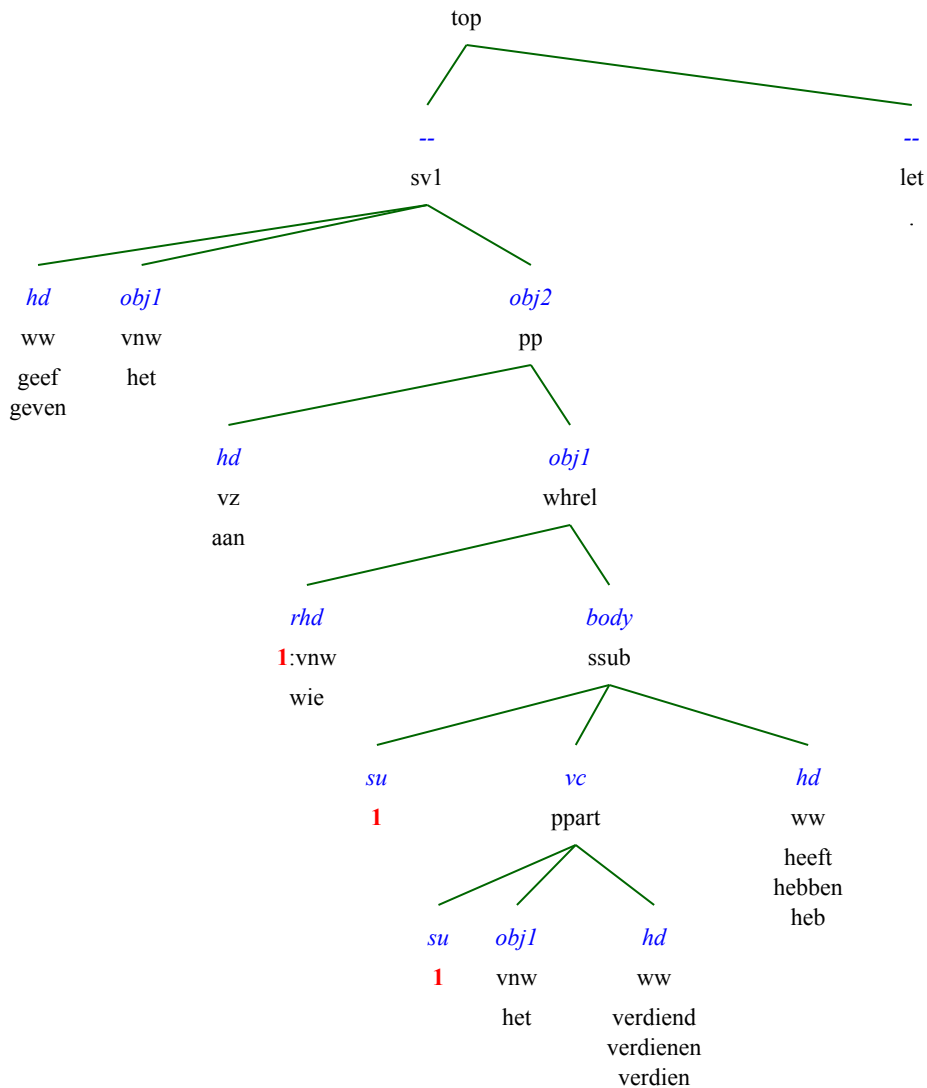 top
-- --
sv1 let
.
hd obj1 obj2
ww vnw pp
geef het
geven
hd obj1
vz whrel
aan
rhd body
1:vnw ssub
wie
su vc hd
1 ppart ww
heeft
hebben
heb
su obj1 hd
1 vnw ww
het verdiend
verdienen
verdien